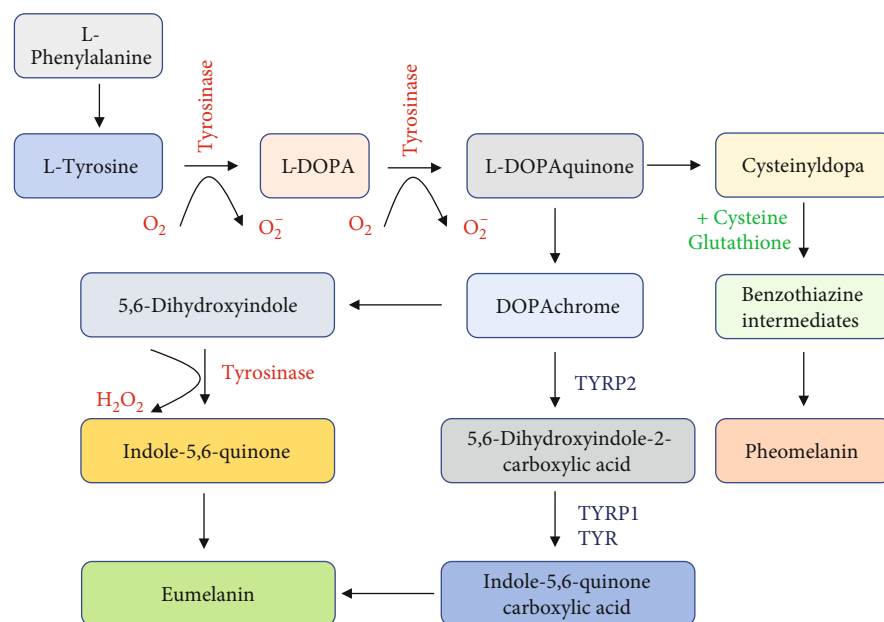 L-
Phenylalanine
Tyrosinase
Tyrosinase
L-Tyrosine
L-DOPA
L-DOPAquinone
Cysteinyldopa
O₂
O₂⁻
O₂
O₂⁻
+ Cysteine
Glutathione
5,6-Dihydroxyindole
DOPAchrome
Benzothiazine
intermediates
Tyrosinase
H₂O₂
TYRP2
Indole-5,6-quinone
5,6-Dihydroxyindole-2-
carboxylic acid
Pheomelanin
TYRP1
TYR
Eumelanin
Indole-5,6-quinone
carboxylic acid